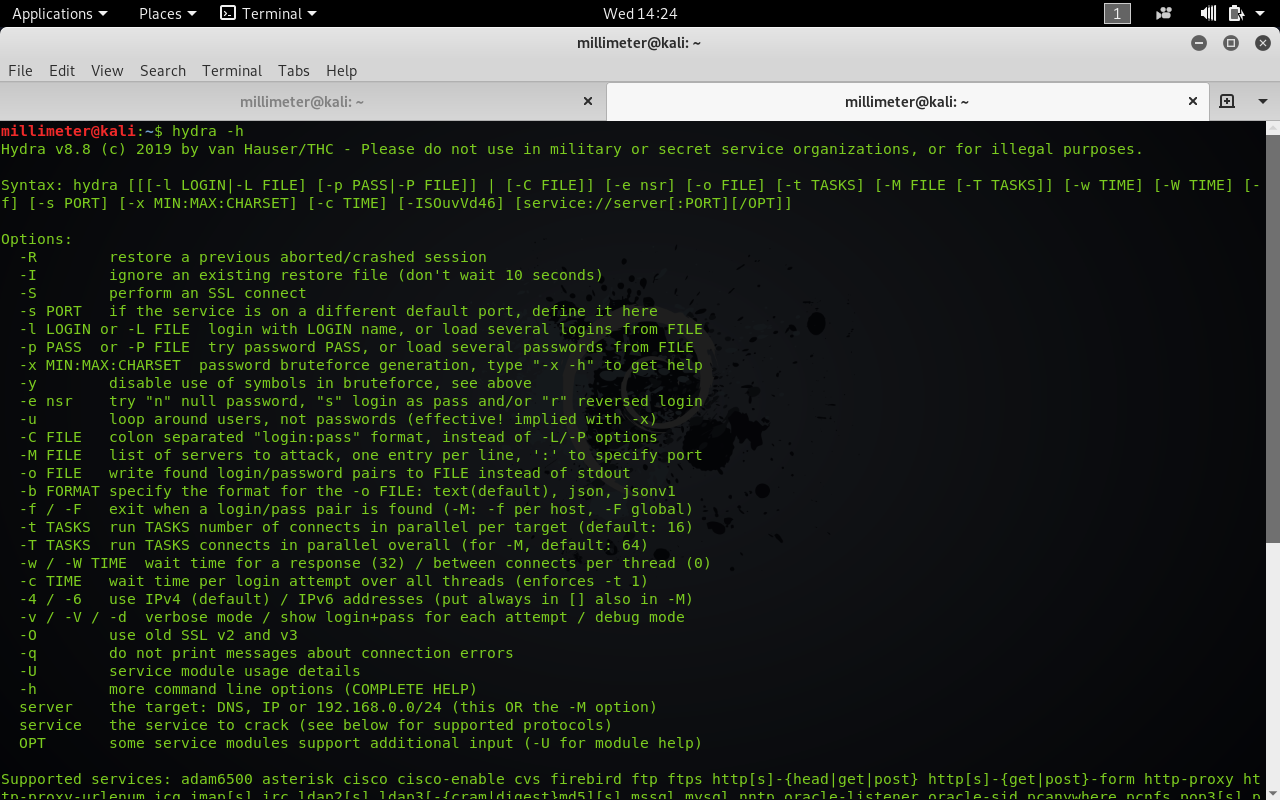 Applications Places Terminal Wed 14:24 1
millimeter@kali: ~
File Edit View Search Terminal Tabs Help
millimeter@kali: ~ millimeter@kali: ~
millimeter@kali:~$ hydra -h
Hydra v8.8 (c) 2019 by van Hauser/THC - Please do not use in military or secret service organizations, or for illegal purposes.
Syntax: hydra [[[-l LOGIN|-L FILE] [-p PASS|-P FILE]] | [-C FILE]] [-e nsr] [-o FILE] [-t TASKS] [-M FILE [-T TASKS]] [-w TIME] [-W TIME] [-
f] [-s PORT] [-x MIN:MAX:CHARSET] [-c TIME] [-ISOuvVd46] [service://server[:PORT][/OPT]]
Options:
-R restore a previous aborted/crashed session
-I ignore an existing restore file (don't wait 10 seconds)
-S perform an SSL connect
-s PORT if the service is on a different default port, define it here
-l LOGIN or -L FILE login with LOGIN name, or load several logins from FILE
-p PASS or -P FILE try password PASS, or load several passwords from FILE
-x MIN:MAX:CHARSET password bruteforce generation, type "-x -h" to get help
-y disable use of symbols in bruteforce, see above
-e nsr try "n" null password, "s" login as pass and/or "r" reversed login
-u loop around users, not passwords (effective! implied with -x)
-C FILE colon separated "login:pass" format, instead of -L/-P options
-M FILE list of servers to attack, one entry per line, ':' to specify port
-o FILE write found login/password pairs to FILE instead of stdout
-b FORMAT specify the format for the -o FILE: text(default), json, jsonv1
-f / -F exit when a login/pass pair is found (-M: -f per host, -F global)
-t TASKS run TASKS number of connects in parallel per target (default: 16)
-T TASKS run TASKS connects in parallel overall (for -M, default: 64)
-w / -W TIME wait time for a response (32) / between connects per thread (0)
-c TIME wait time per login attempt over all threads (enforces -t 1)
-4 / -6 use IPv4 (default) / IPv6 addresses (put always in [] also in -M)
-v / -V / -d verbose mode / show login+pass for each attempt / debug mode
-O use old SSL v2 and v3
-q do not print messages about connection errors
-U service module usage details
-h more command line options (COMPLETE HELP)
server the target: DNS, IP or 192.168.0.0/24 (this OR the -M option)
service the service to crack (see below for supported protocols)
OPT some service modules support additional input (-U for module help)
Supported services: adam6500 asterisk cisco cisco-enable cvs firebird ftp ftps http[s]-{head|get|post} http[s]-{get|post}-form http-proxy ht
tp-proxy-urlenum icq imap[s] irc ldap2[s] ldap3[-{cram|digest}md5][s] mssql mysql nntp oracle-listener oracle-sid pcanywhere pcnfs pop3[s] p